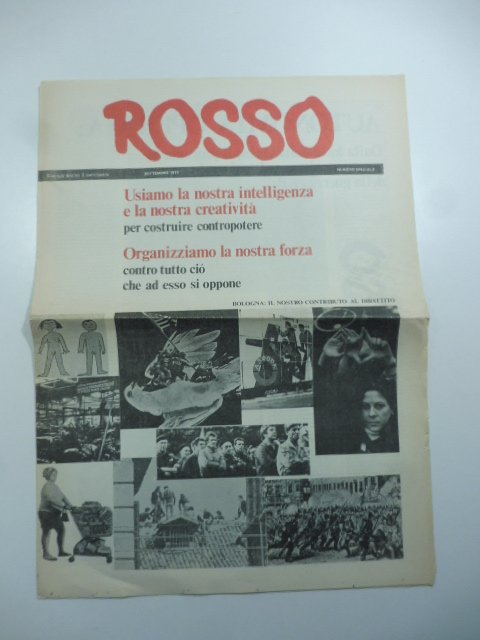 ROSSO
SETTEMBRE 1977
NUMERO SPECIALE
Usiamo la nostra intelligenza
e la nostra creatività
per costruire contropotere
Organizziamo la nostra forza
contro tutto ció
che ad esso si oppone
BOLOGNA: IL NOSTRO CONTRIBUTO AL DIBATTITO